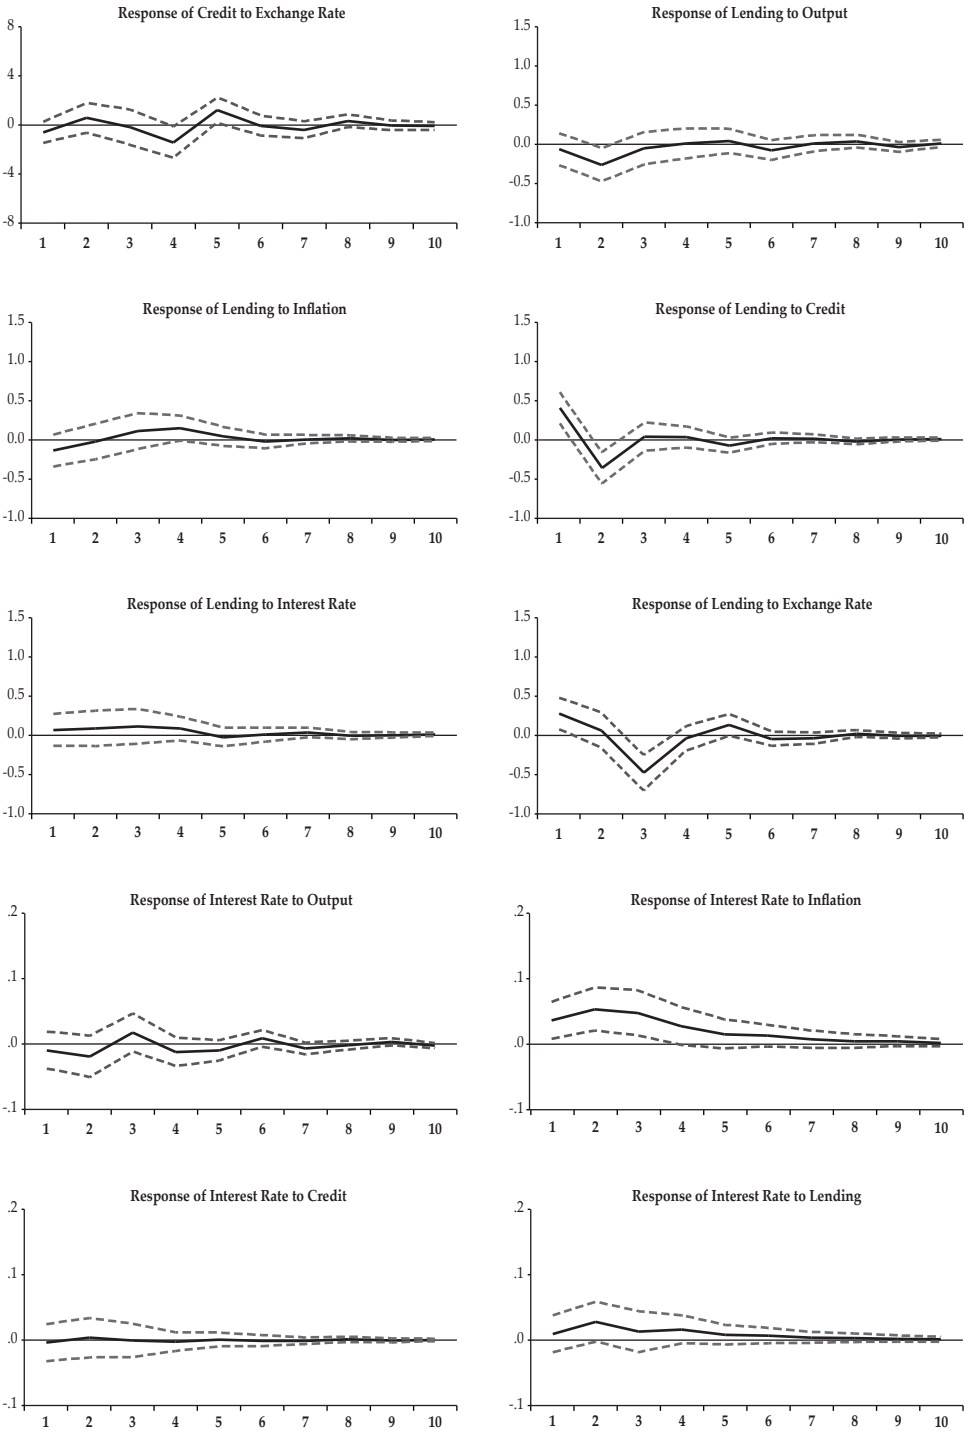 Response of Credit to Exchange Rate
8
4
0
-4
-8
1 2 3 4 5 6 7 8 9 10
Response of Lending to Output
1.5
1.0
0.5
0.0
-0.5
-1.0
1 2 3 4 5 6 7 8 9 10
Response of Lending to Inflation
1.5
1.0
0.5
0.0
-0.5
-1.0
1 2 3 4 5 6 7 8 9 10
Response of Lending to Credit
1.5
1.0
0.5
0.0
-0.5
-1.0
1 2 3 4 5 6 7 8 9 10
Response of Lending to Interest Rate
1.5
1.0
0.5
0.0
-0.5
-1.0
1 2 3 4 5 6 7 8 9 10
Response of Lending to Exchange Rate
1.5
1.0
0.5
0.0
-0.5
-1.0
1 2 3 4 5 6 7 8 9 10
Response of Interest Rate to Output
.2
.1
.0
-.1
1 2 3 4 5 6 7 8 9 10
Response of Interest Rate to Inflation
.2
.1
.0
-.1
1 2 3 4 5 6 7 8 9 10
Response of Interest Rate to Credit
.2
.1
.0
-.1
1 2 3 4 5 6 7 8 9 10
Response of Interest Rate to Lending
.2
.1
.0
-.1
1 2 3 4 5 6 7 8 9 10